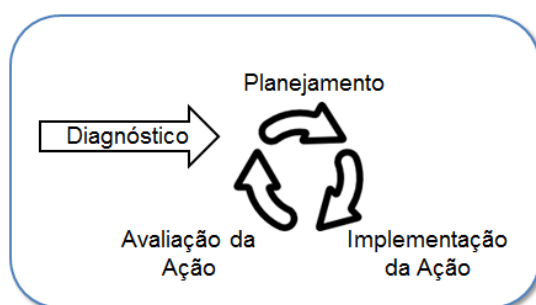 Planejamento
Diagnóstico
Avaliação da
Ação
Implementação
da Ação